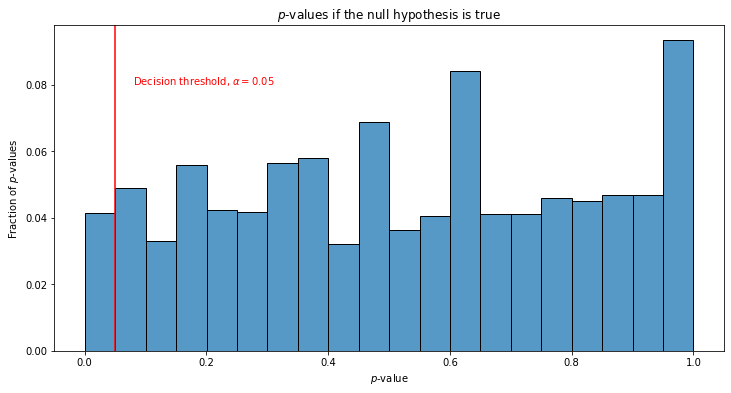 p-values if the null hypothesis is true
Decision threshold, α = 0.05
Fraction of p-values
0.08
0.06
0.04
0.02
0.00
0.0 0.2 0.4 0.6 0.8 1.0
p-value